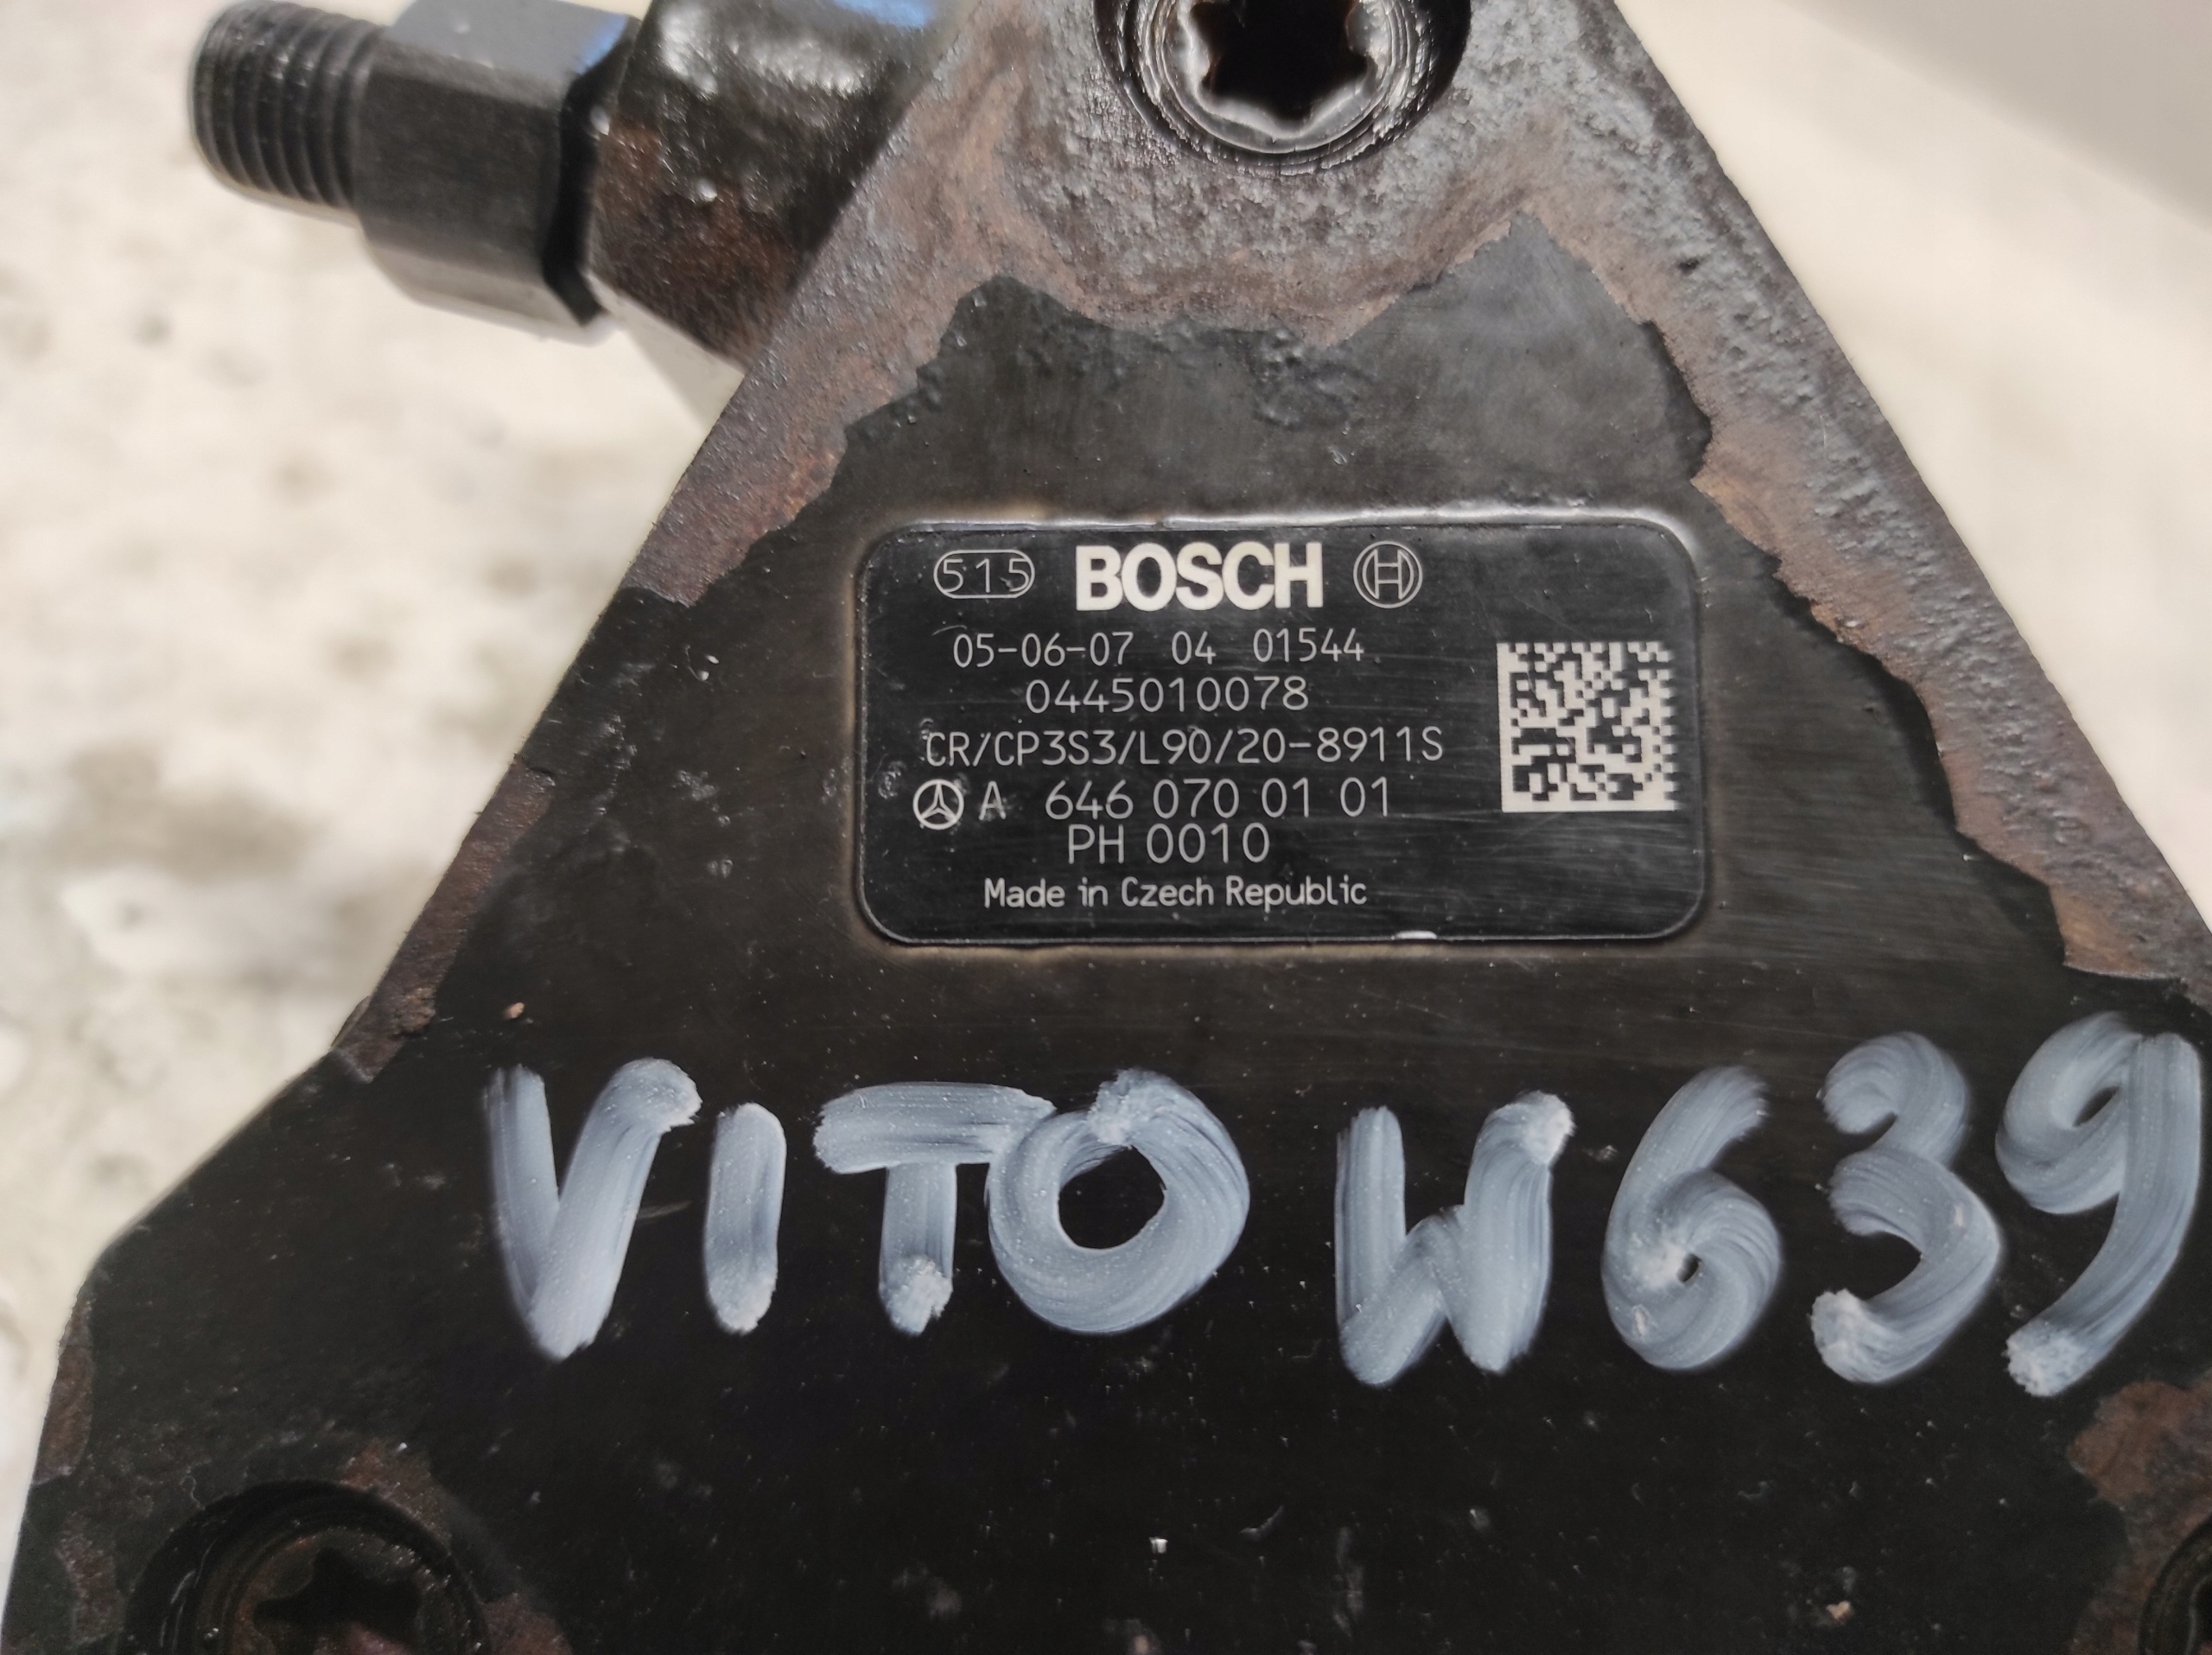 515 BOSCH
05-06-07 04 01544
0445010078
CR/CP3S3/L90/20-8911S
A 646 070 01 01
PH 0010
Made in Czech Republic
VITO W639